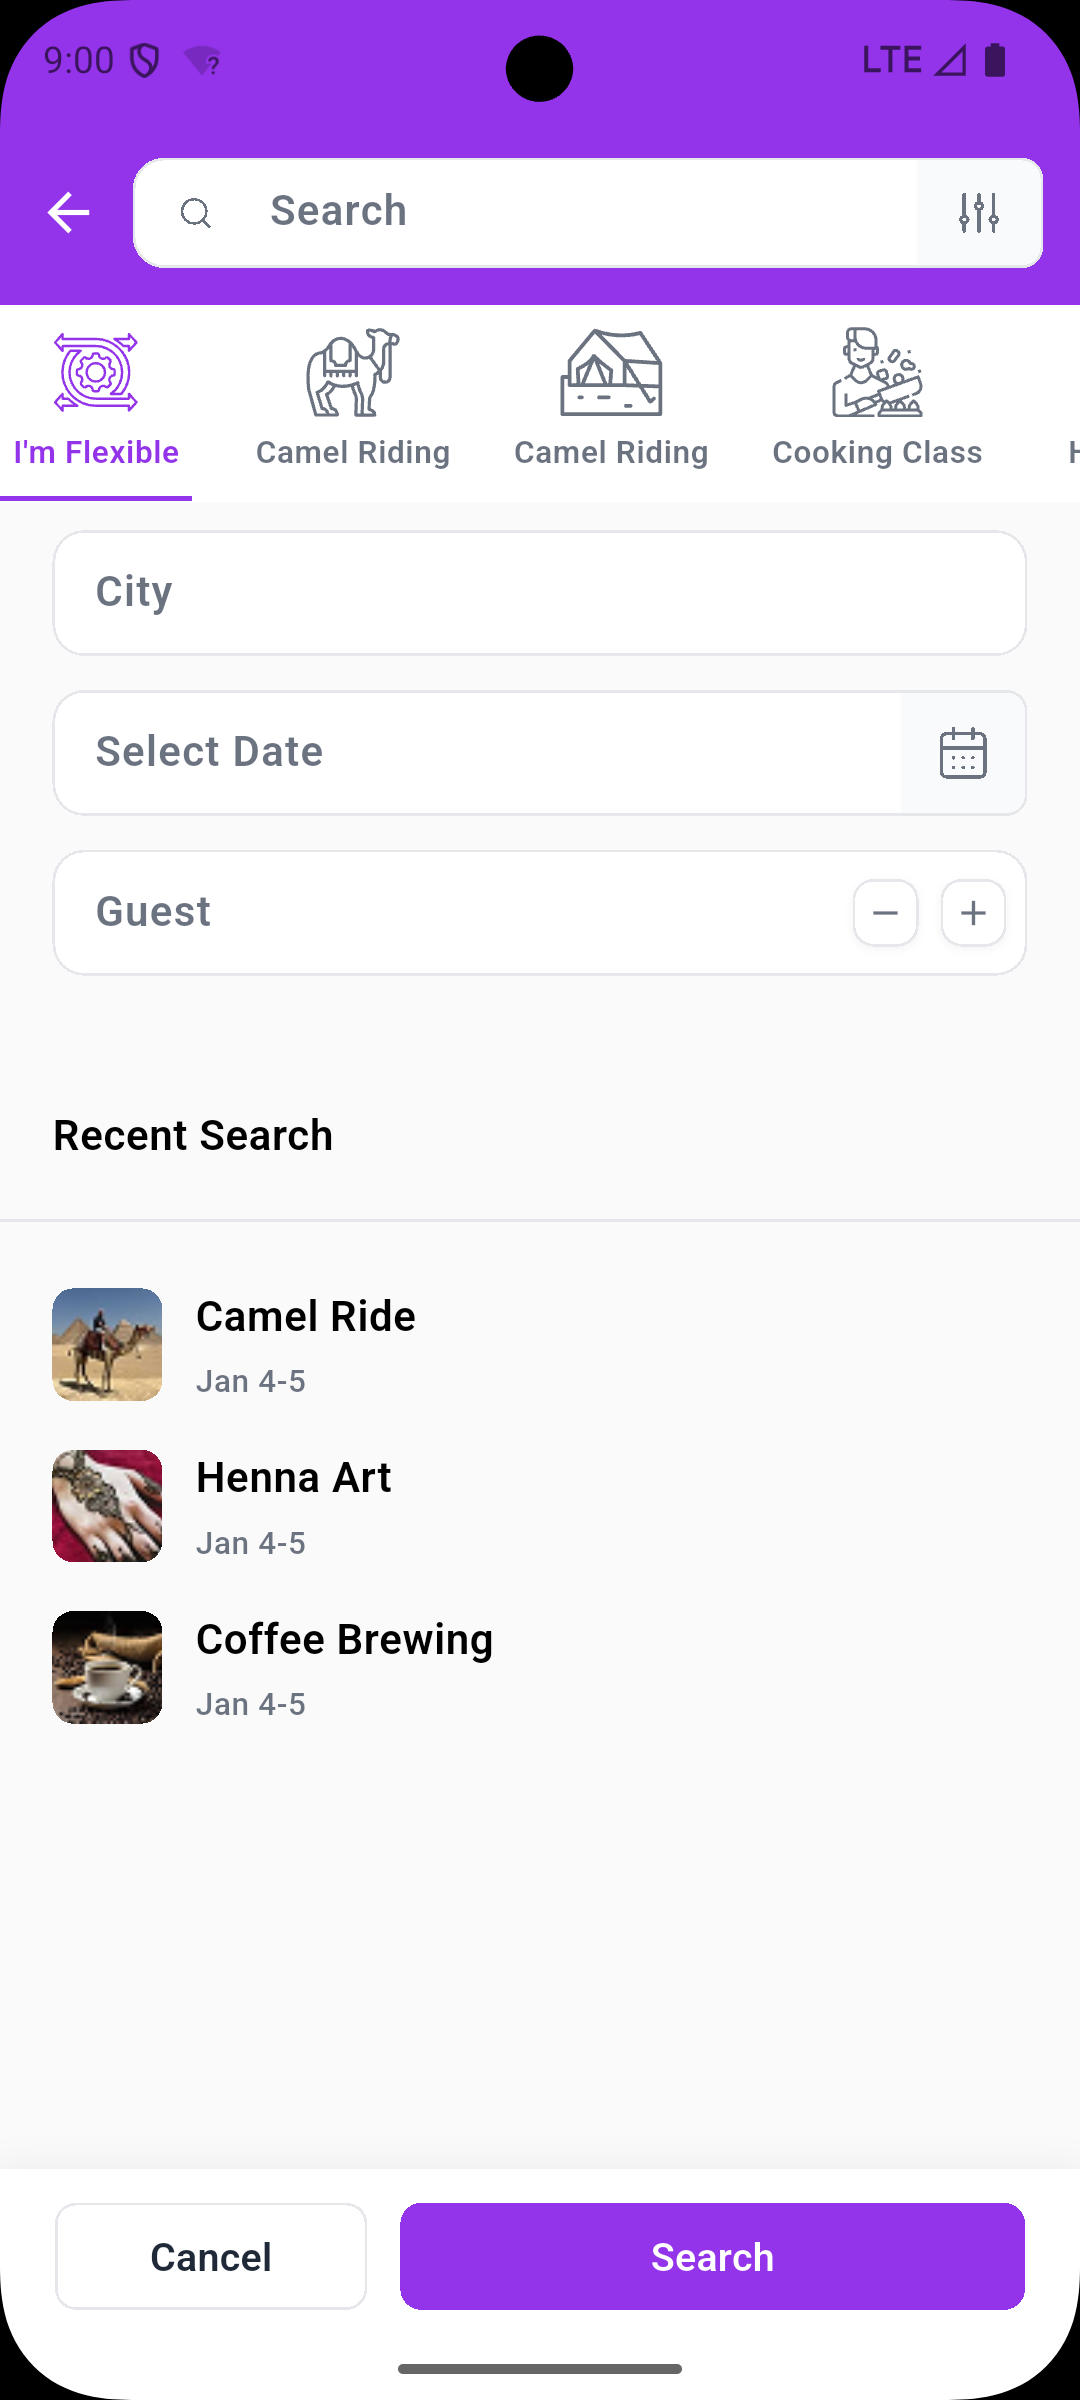 9:00
LTE
Search
I'm Flexible
Camel Riding
Camel Riding
Cooking Class
H
City
Select Date
Guest
Recent Search
Camel Ride
Jan 4-5
Henna Art
Jan 4-5
Coffee Brewing
Jan 4-5
Cancel
Search